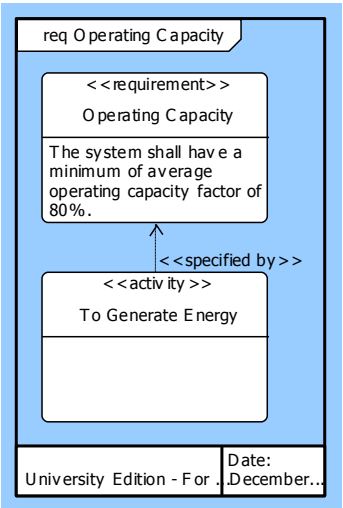 req Operating Capacity
<<requirement>>
Operating Capacity
The system shall have a
minimum of average
operating capacity factor of
80%.
<<specified by>>
<<activity>>
To Generate Energy
University Edition - For ...
Date:
December...